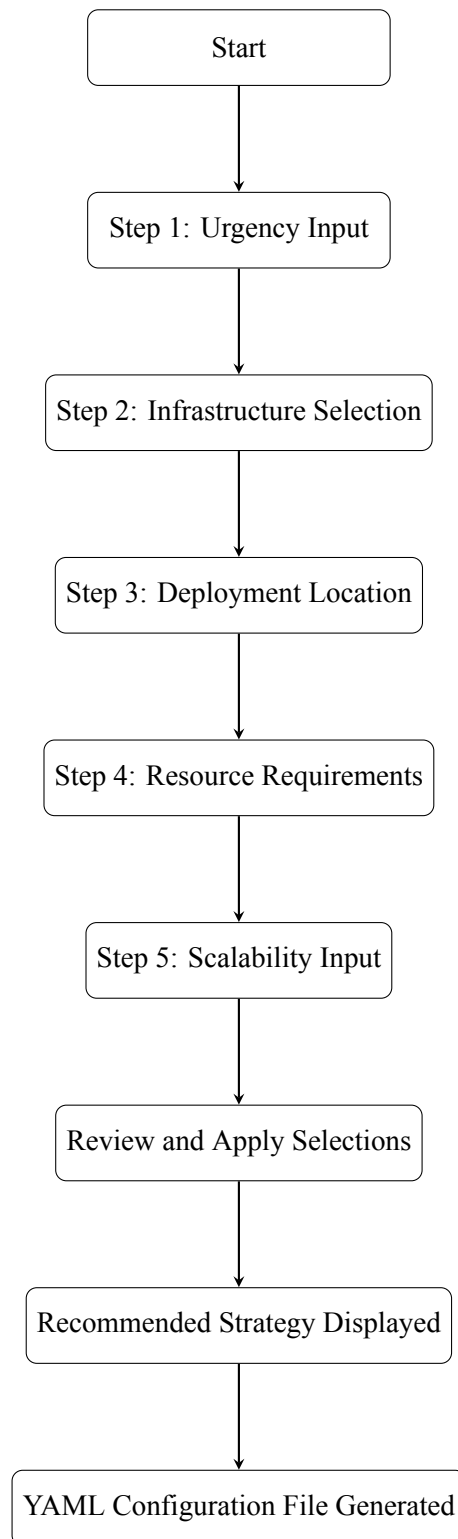 Start
Step 1: Urgency Input
Step 2: Infrastructure Selection
Step 3: Deployment Location
Step 4: Resource Requirements
Step 5: Scalability Input
Review and Apply Selections
Recommended Strategy Displayed
YAML Configuration File Generated